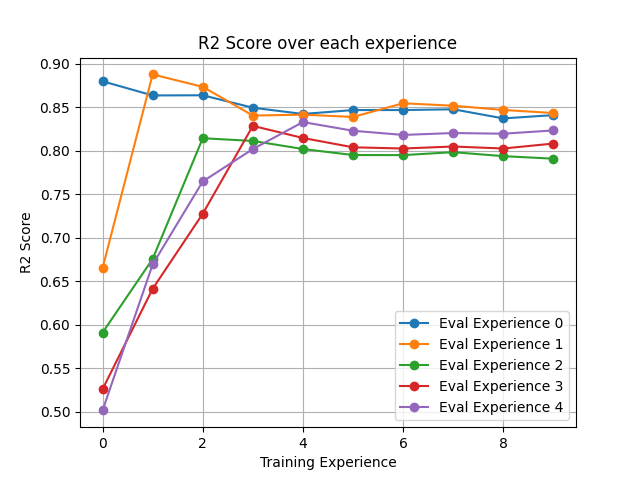 R2 Score over each experience
R2 Score
0.90
0.85
0.80
0.75
0.70
0.65
0.60
0.55
0.50
Eval Experience 0
Eval Experience 1
Eval Experience 2
Eval Experience 3
Eval Experience 4
0 2 4 6 8
Training Experience